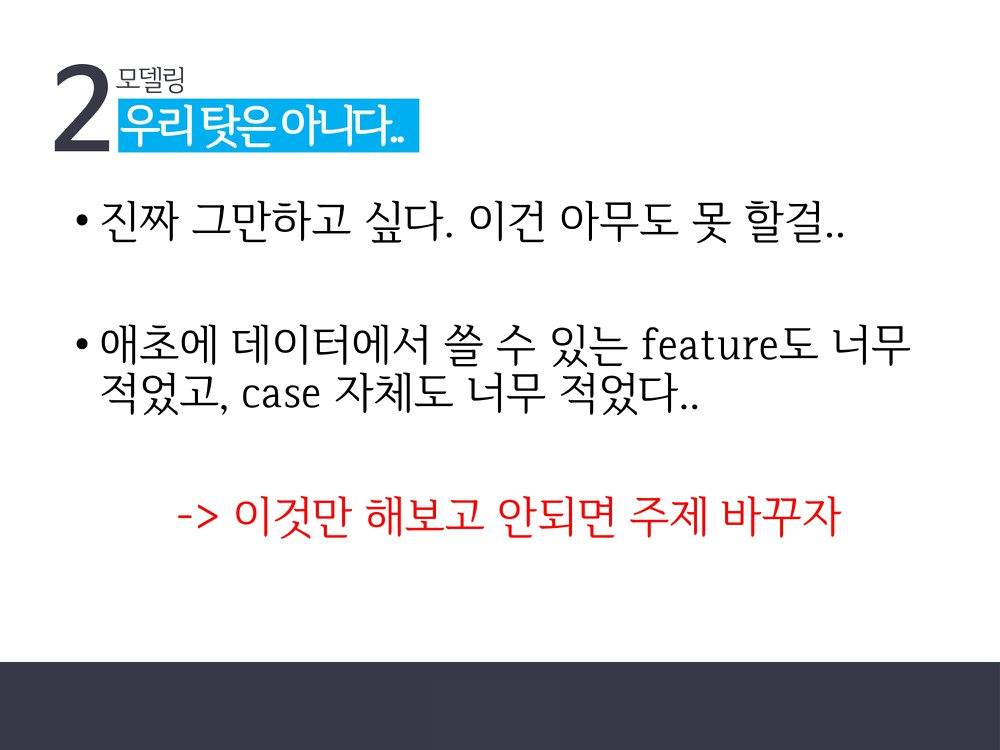 2
모델링
우리 탓은 아니다..
• 진짜 그만하고 싶다. 이건 아무도 못 할걸..
• 애초에 데이터에서 쓸 수 있는 feature도 너무
적었고, case 자체도 너무 적었다..
-> 이것만 해보고 안되면 주제 바꾸자